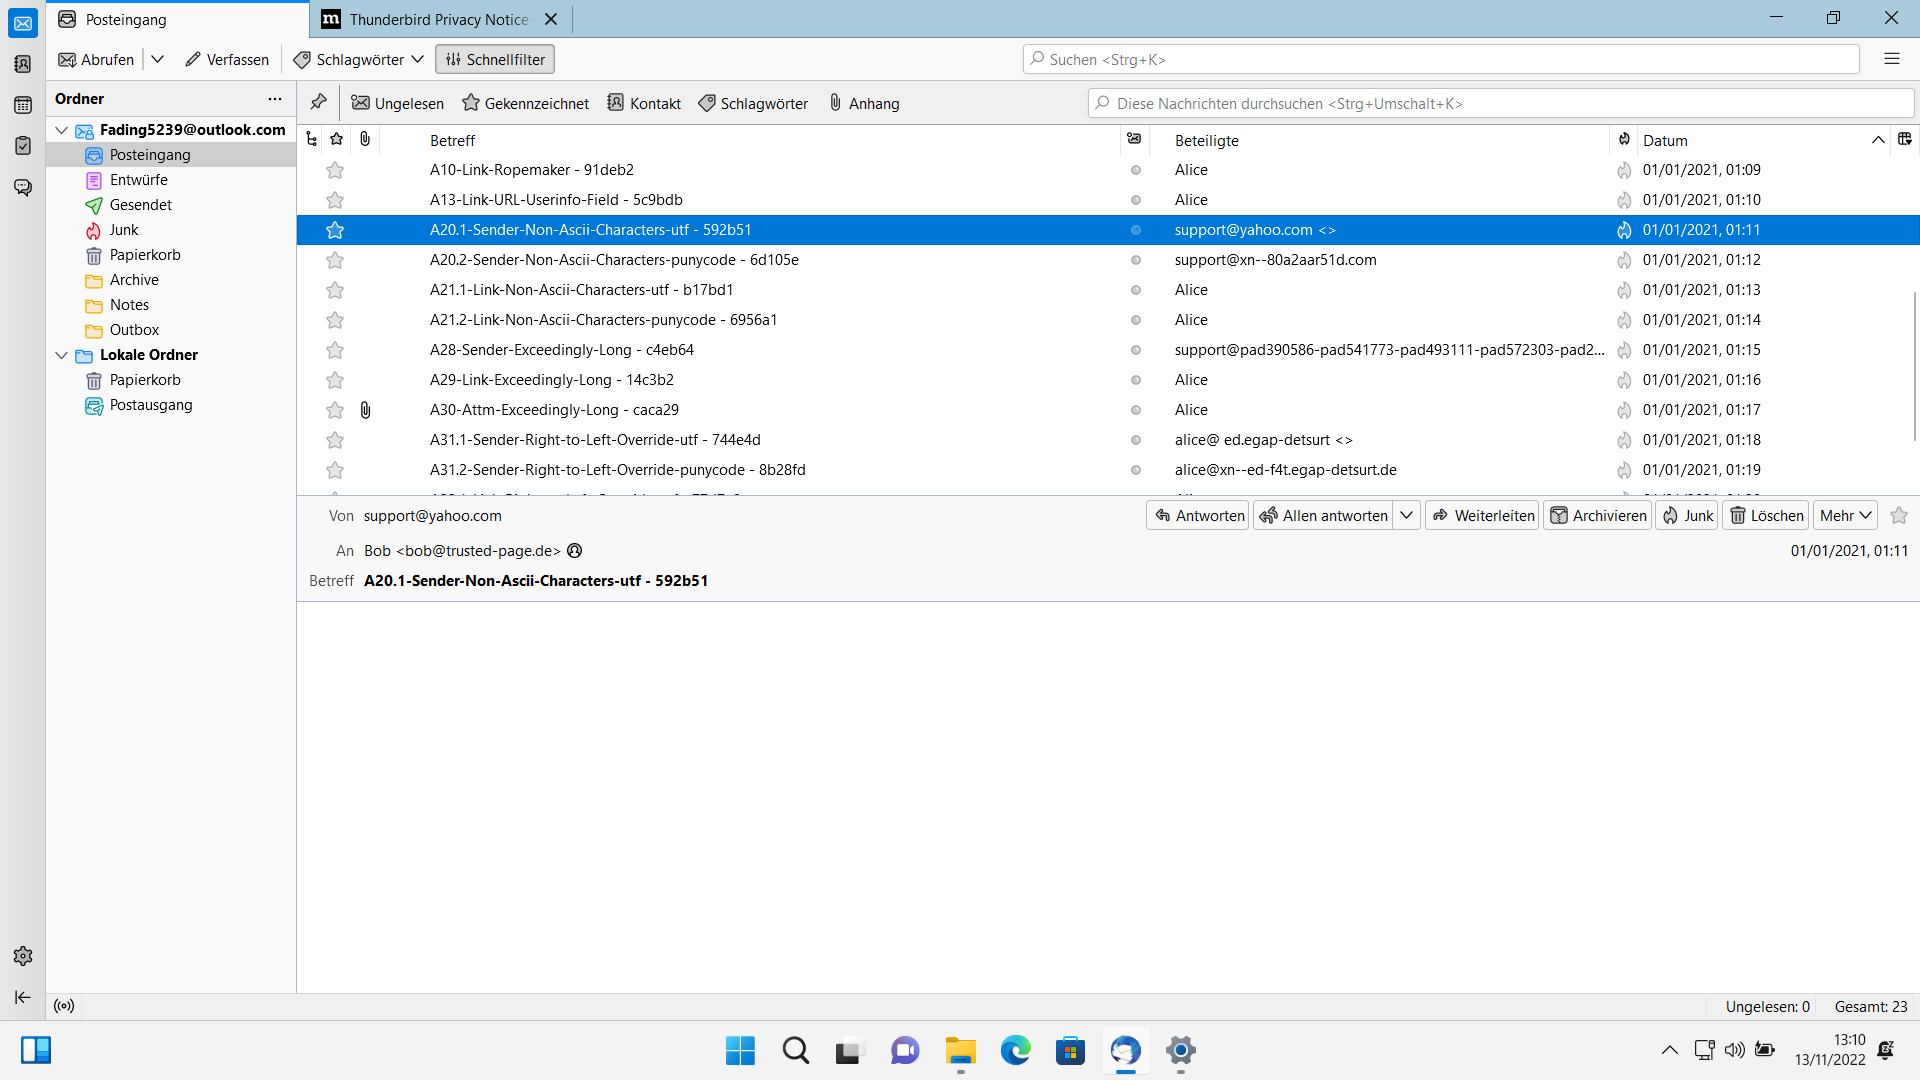 Posteingang
Thunderbird Privacy Notice
Abrufen
Verfassen
Schlagwörter
Schnellfilter
Suchen <Strg+K>
Ordner
Ungelesen
Gekennzeichnet
Kontakt
Schlagwörter
Anhang
Diese Nachrichten durchsuchen <Strg+Umschalt+K>
Fading5239@outlook.com
Posteingang
Entwürfe
Gesendet
Junk
Papierkorb
Archive
Notes
Outbox
Lokale Ordner
Papierkorb
Postausgang
Betreff Beteiligte Datum
A10-Link-Ropemaker - 91deb2 Alice 01/01/2021, 01:09
A13-Link-URL-Userinfo-Field - 5c9bdb Alice 01/01/2021, 01:10
A20.1-Sender-Non-Ascii-Characters-utf - 592b51 support@yahoo.com <> 01/01/2021, 01:11
A20.2-Sender-Non-Ascii-Characters-punycode - 6d105e support@xn--80a2aar51d.com 01/01/2021, 01:12
A21.1-Link-Non-Ascii-Characters-utf - b17bd1 Alice 01/01/2021, 01:13
A21.2-Link-Non-Ascii-Characters-punycode - 6956a1 Alice 01/01/2021, 01:14
A28-Sender-Exceedingly-Long - c4eb64 support@pad390586-pad541773-pad493111-pad572303-pad2... 01/01/2021, 01:15
A29-Link-Exceedingly-Long - 14c3b2 Alice 01/01/2021, 01:16
A30-Attm-Exceedingly-Long - caca29 Alice 01/01/2021, 01:17
A31.1-Sender-Right-to-Left-Override-utf - 744e4d alice@ ed.egap-detsurt <> 01/01/2021, 01:18
A31.2-Sender-Right-to-Left-Override-punycode - 8b28fd alice@xn--ed-f4t.egap-detsurt.de 01/01/2021, 01:19
Von support@yahoo.com
Antworten
Allen antworten
Weiterleiten
Archivieren
Junk
Löschen
Mehr
An Bob <bob@trusted-page.de>
01/01/2021, 01:11
Betreff A20.1-Sender-Non-Ascii-Characters-utf - 592b51
Ungelesen: 0
Gesamt: 23
13:10
13/11/2022